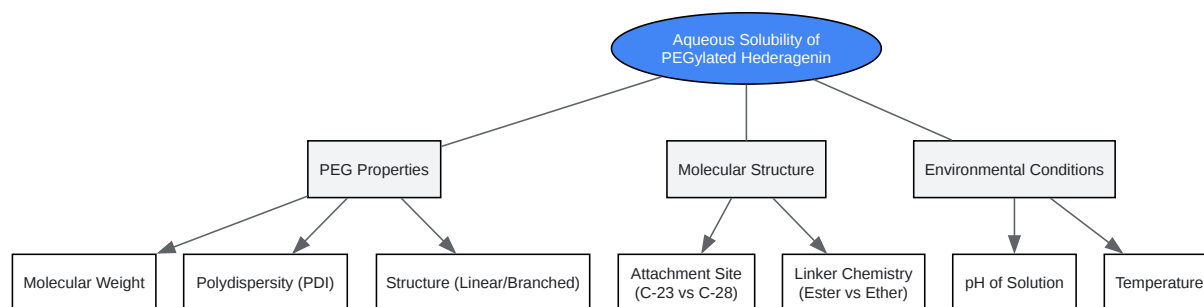 Aqueous Solubility of
PEGylated Hederagenin
PEG Properties
Molecular Structure
Environmental Conditions
Molecular Weight
Polydispersity (PDI)
Structure (Linear/Branched)
Attachment Site
(C-23 vs C-28)
Linker Chemistry
(Ester vs Ether)
pH of Solution
Temperature